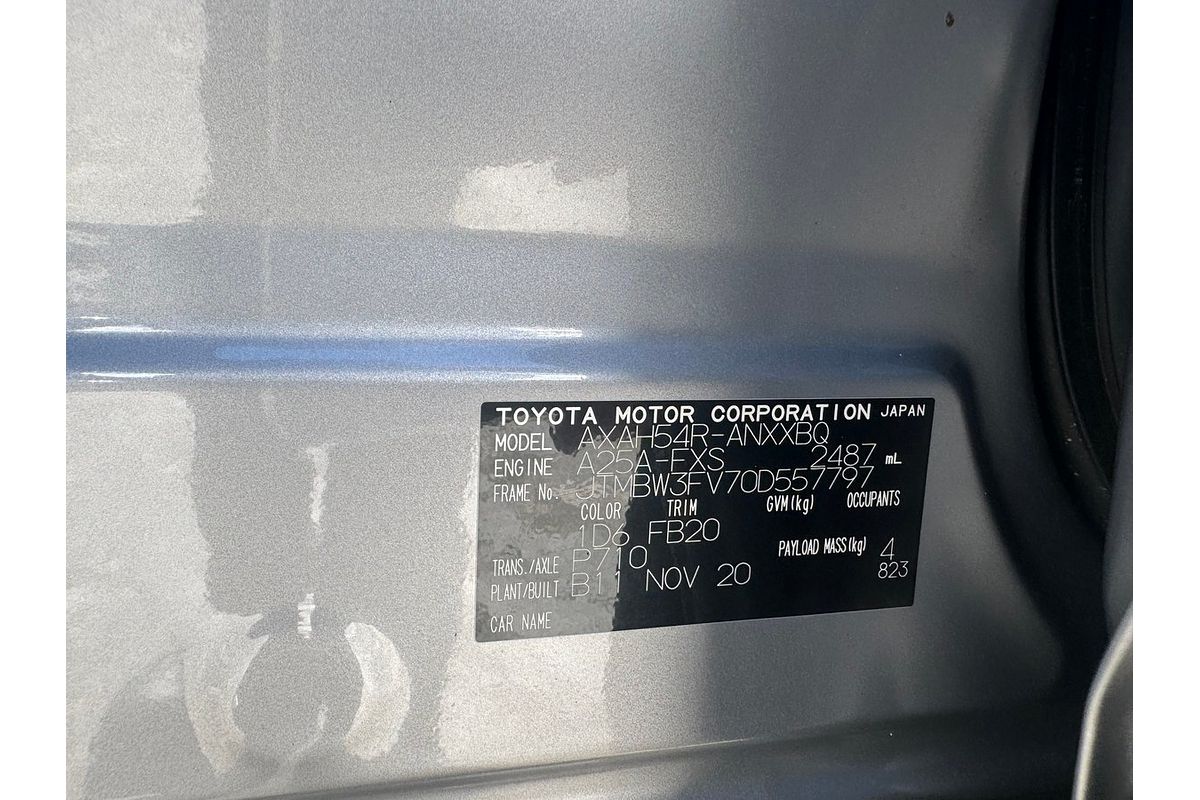 TOYOTA MOTOR CORPORATION JAPAN
MODEL AXAH54R-ANXXBQ
ENGINE A25A-FXS 2487 mL
FRAME No. JTMBW3FV70D557797
COLOR TRIM GVM(kg) OCCUPANTS
1D6 FB20
TRANS./AXLE P710 PAYLOAD MASS(kg) 4
PLANT/BUILT B11 NOV 20 823
CAR NAME